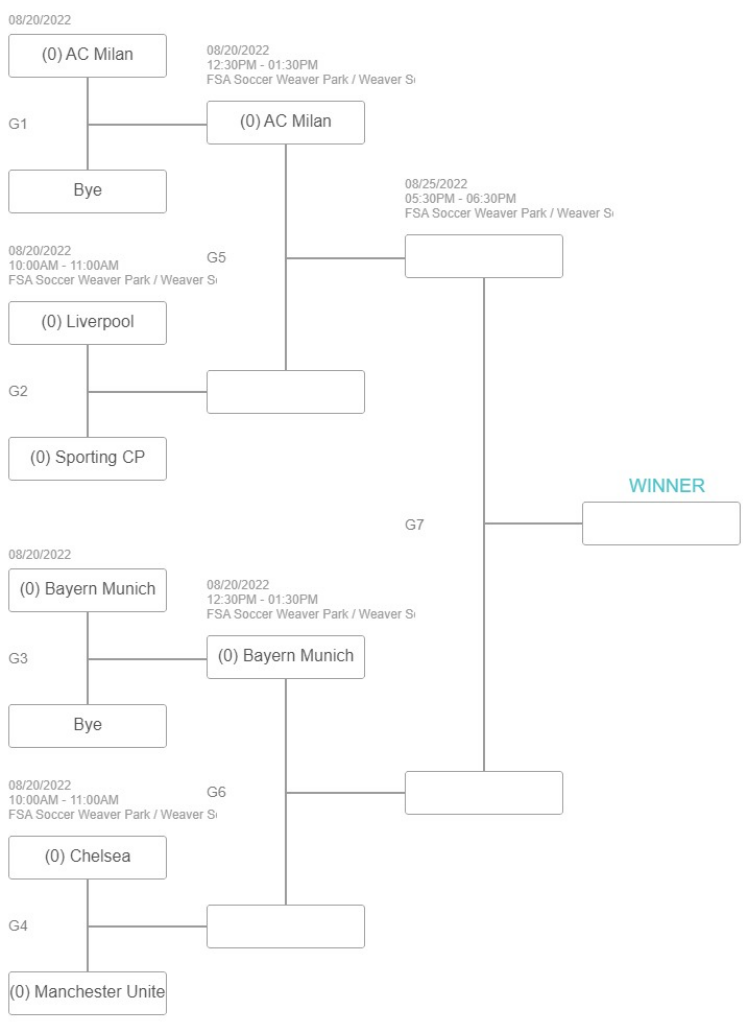 08/20/2022
(0) AC Milan
G1
Bye
08/20/2022
12:30PM - 01:30PM
FSA Soccer Weaver Park / Weaver S
(0) AC Milan
08/20/2022
10:00AM - 11:00AM
FSA Soccer Weaver Park / Weaver S
(0) Liverpool
G2
(0) Sporting CP
G5
08/25/2022
05:30PM - 06:30PM
FSA Soccer Weaver Park / Weaver S
WINNER
G7
08/20/2022
(0) Bayern Munich
G3
Bye
08/20/2022
12:30PM - 01:30PM
FSA Soccer Weaver Park / Weaver S
(0) Bayern Munich
08/20/2022
10:00AM - 11:00AM
FSA Soccer Weaver Park / Weaver S
(0) Chelsea
G4
(0) Manchester Unite
G6